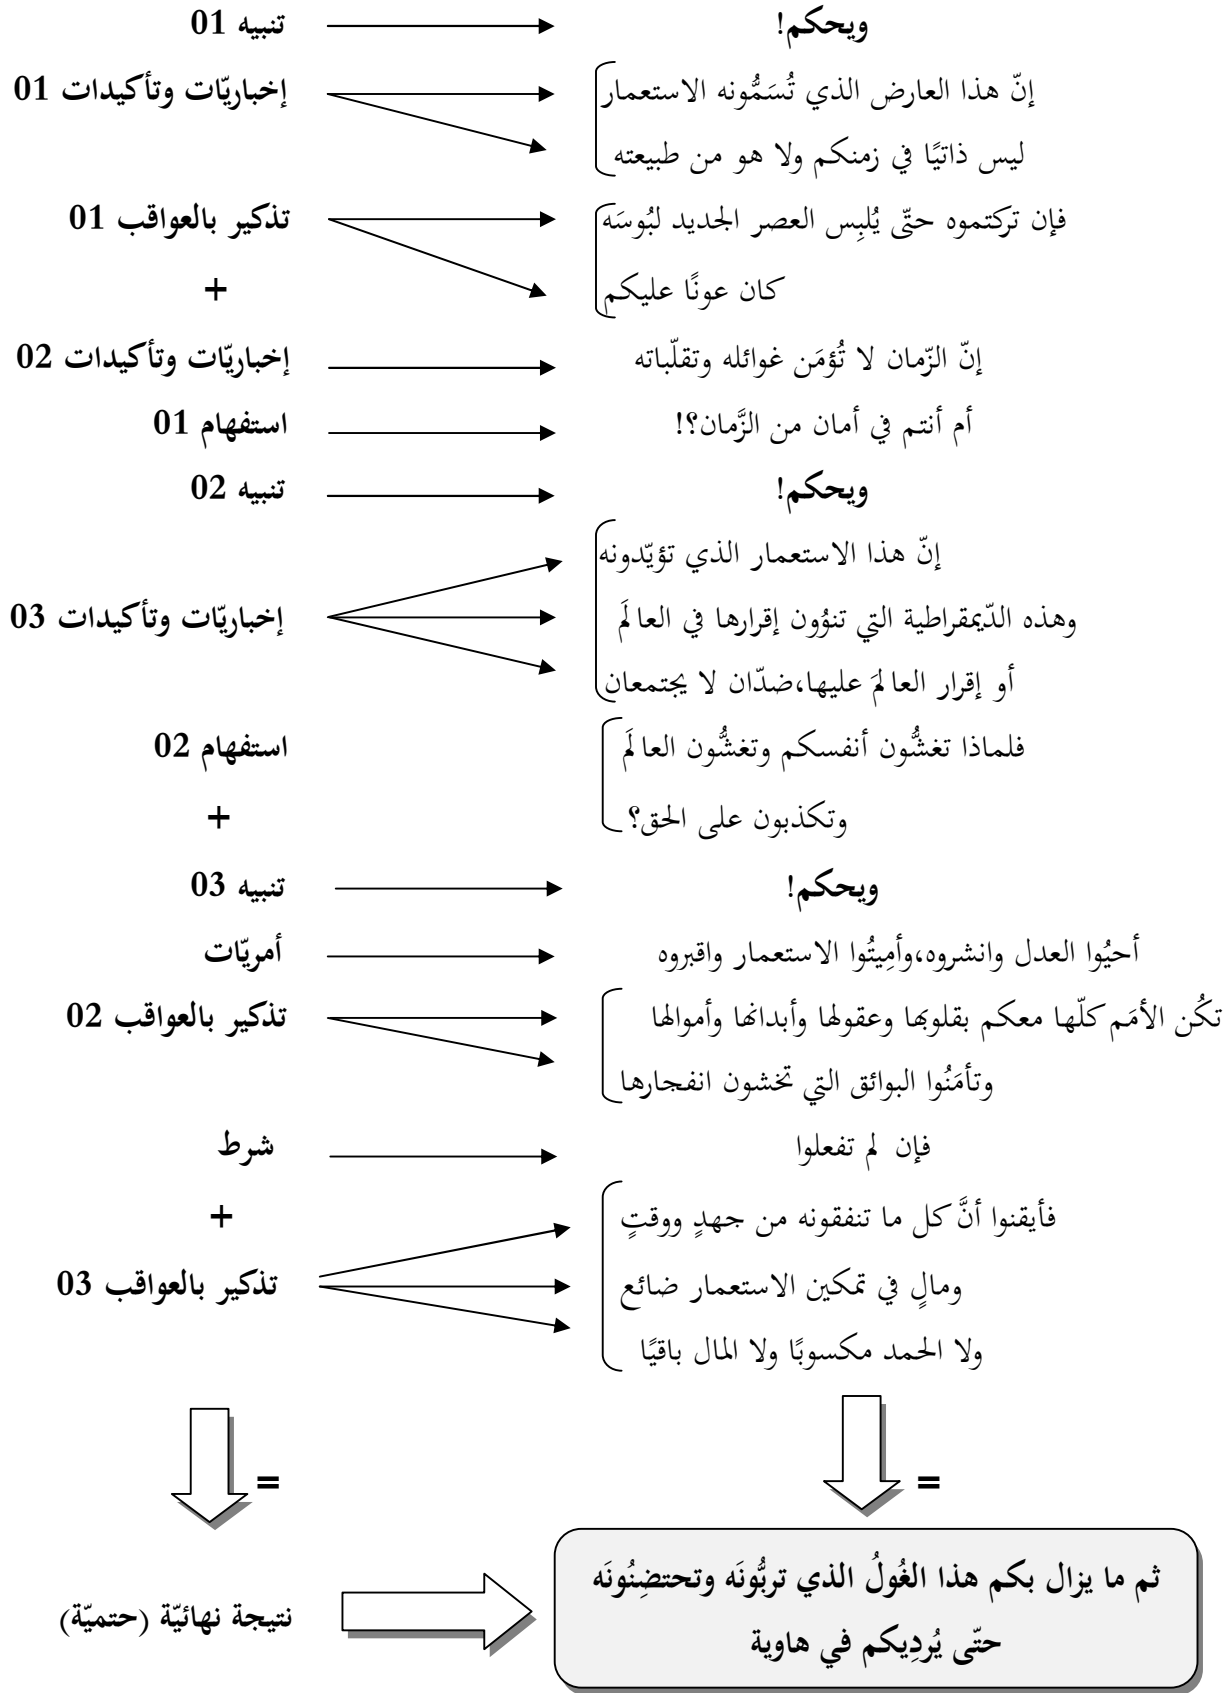 ويحكم! تنبيه 01
إنّ هذا العارض الذي تُسَمُّونه الاستعمار إخباريّات وتأكيدات 01
ليس ذاتيًا في زمنكم ولا هو من طبيعته
فإن تركتموه حتّى يُلبِس العصر الجديد لبُوسَه تذكير بالعواقب 01
كان عونًا عليكم +
إنّ الزّمان لا تُؤمَن غوائله وتقلّباته إخباريّات وتأكيدات 02
أم أنتم في أمان من الزَّمان؟! استفهام 01
ويحكم! تنبيه 02
إنّ هذا الاستعمار الذي تؤيّدونه
وهذه الدّيمقراطية التي تنوُون إقرارها في العالَم إخباريّات وتأكيدات 03
أو إقرار العالَم عليها،ضدّان لا يجتمعان
فلماذا تغشُّون أنفسكم وتغشُّون العالَم استفهام 02
وتكذبون على الحق؟ +
ويحكم! تنبيه 03
أحيُوا العدل وانشروه،وأمِيتُوا الاستعمار واقبروه أمريّات
تكُن الأمَم كلّها معكم بقلوبها وعقولها وأبدانها وأموالها تذكير بالعواقب 02
وتأمَنُوا البوائق التي تخشون انفجارها
فإن لم تفعلوا شرط
فأيقنوا أنَّ كل ما تنفقونه من جهدٍ ووقتٍ +
ومالٍ في تمكين الاستعمار ضائع تذكير بالعواقب 03
ولا الحمد مكسوبًا ولا المال باقيًا
= =
ثم ما يزال بكم هذا الغُولُ الذي تربُّونَه وتحتضِنُونَه
حتّى يُردِيكم في هاوية
نتيجة نهائيّة (حتميّة)